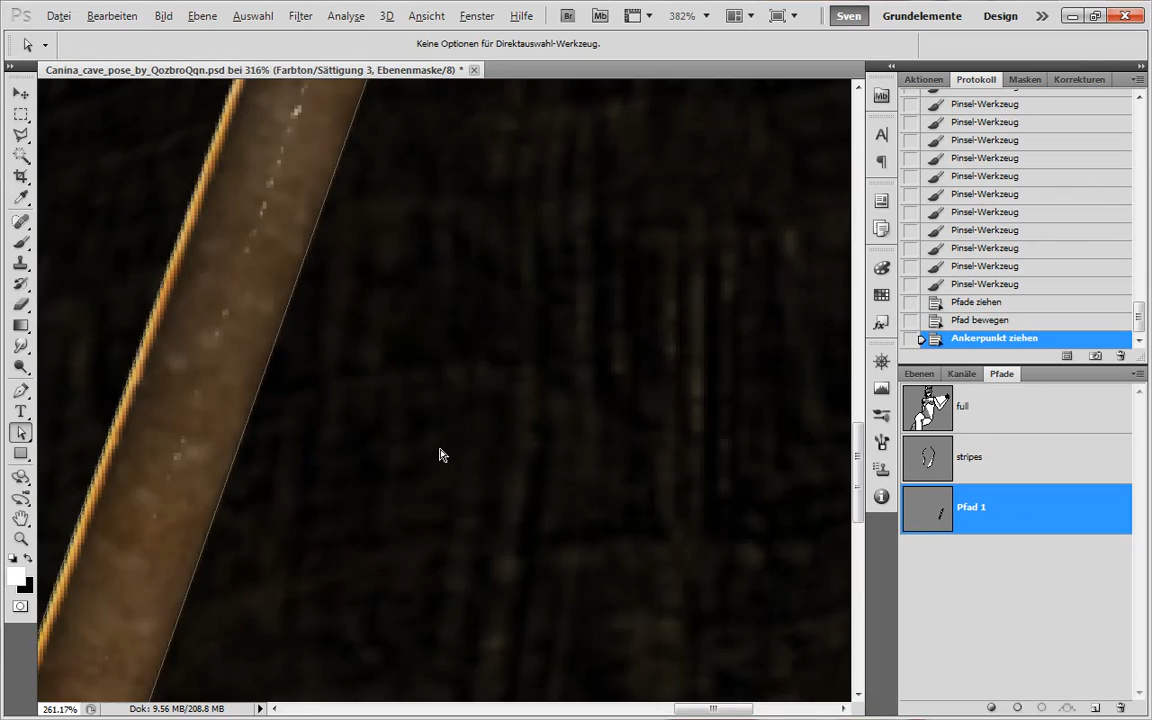 Ps Datei Bearbeiten Bild Ebene Auswahl Filter Analyse 3D Ansicht Fenster Hilfe Br Mb 382% Sven Grundelemente Design
Keine Optionen für Direktauswahl-Werkzeug.
Canina_cave_pose_by_QozbroQqn.psd bei 316% (Farbton/Sättigung 3, Ebenenmaske/8) *
Aktionen Protokoll Masken Korrekturen
Mb
Pinsel-Werkzeug
Pinsel-Werkzeug
Pinsel-Werkzeug
Pinsel-Werkzeug
Pinsel-Werkzeug
Pinsel-Werkzeug
Pinsel-Werkzeug
Pinsel-Werkzeug
Pinsel-Werkzeug
Pinsel-Werkzeug
Pinsel-Werkzeug
Pfade ziehen
Pfad bewegen
Ankerpunkt ziehen
Ebenen Kanäle Pfade
full
stripes
Pfad 1
261.17% Dok: 9.56 MB/208.8 MB